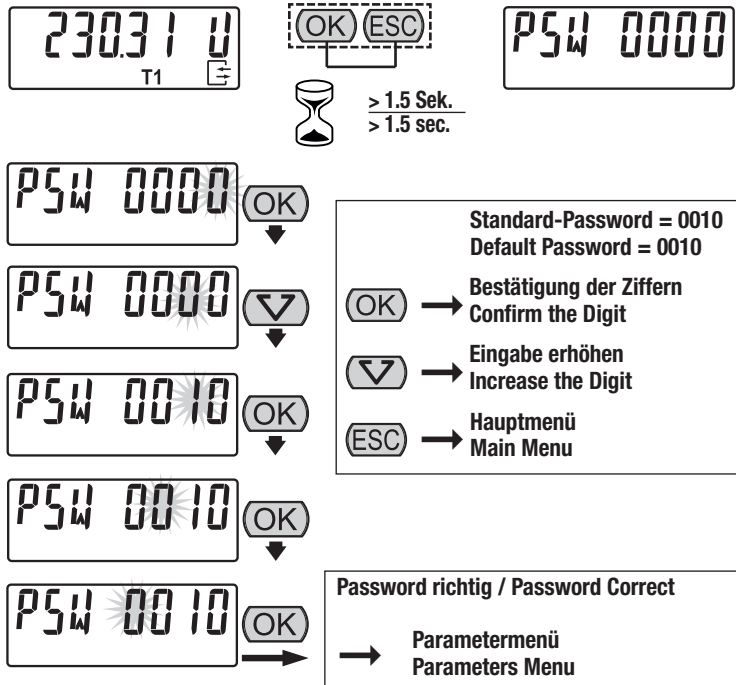 230.31 V
T1
OK ESC
PSW 0000
> 1.5 Sek.
> 1.5 sec.
PSW 0000 OK
PSW 0000
PSW 0010 OK
PSW 0010 OK
PSW 0010 OK
Standard-Password = 0010
Default Password = 0010
OK Bestätigung der Ziffern
Confirm the Digit
Eingabe erhöhen
Increase the Digit
ESC Hauptmenü
Main Menu
Password richtig / Password Correct
Parametermenü
Parameters Menu